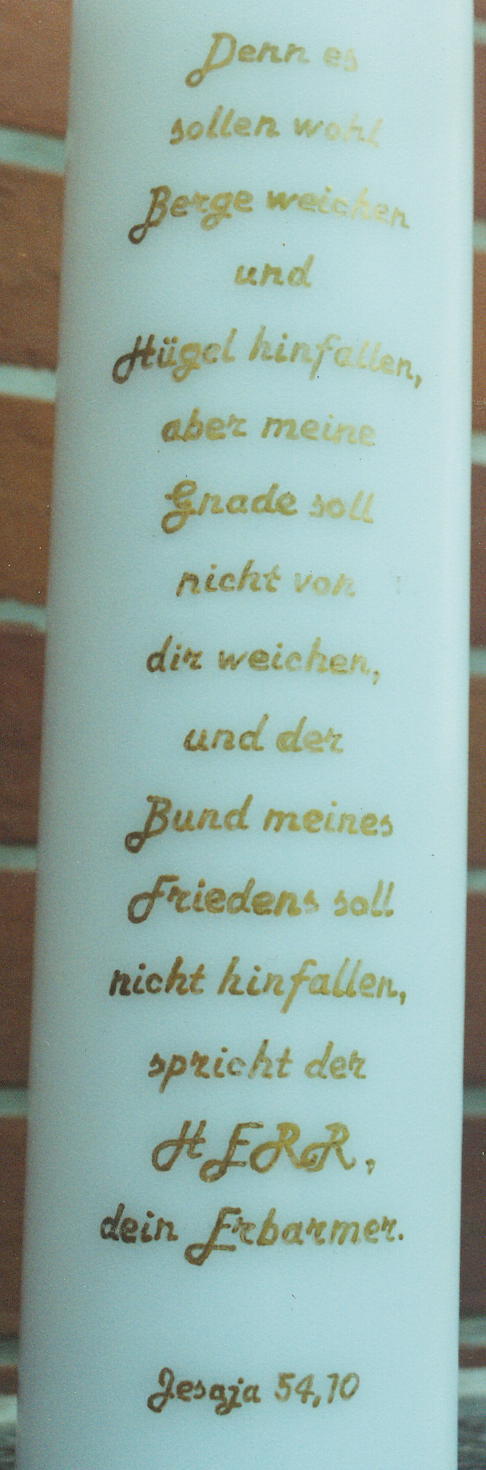 Denn es
sollen wohl
Berge weichen
und
Hügel hinfallen,
aber meine
Gnade soll
nicht von
dir weichen,
und der
Bund meines
Friedens soll
nicht hinfallen,
spricht der
HERR,
dein Erbarmer.
Jesaja 54,10